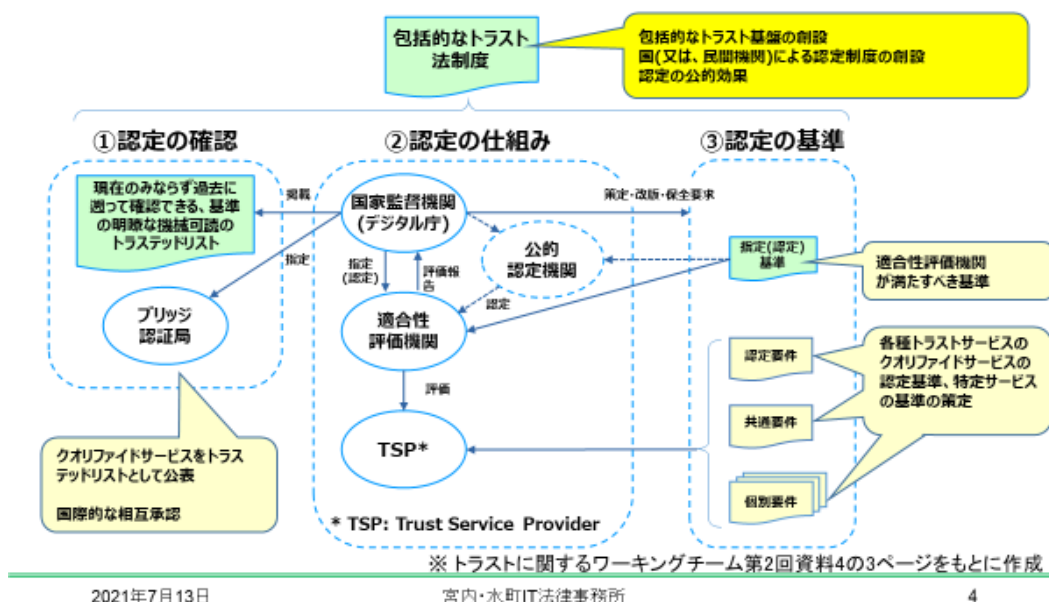 包括的なトラスト
法制度
包括的なトラスト基盤の創設
国(又は、民間機関)による認定制度の創設
認定の公的効果
①認定の確認
②認定の仕組み
③認定の基準
現在のみならず過去に
遡って確認できる、基準
の明瞭な機械可読の
トラステッドリスト
掲載
国家監督機関
(デジタル庁)
策定・改版・保全要求
指定
公的
認定機関
指定(認定)
基準
適合性評価機関
が満たすべき基準
指定
(認定)
評価報
告
認定
ブリッジ
認証局
適合性
評価機関
評価
認定要件
共通要件
個別要件
各種トラストサービスの
クオリファイドサービスの
認定基準、特定サービス
の基準の策定
TSP*
クオリファイドサービスをトラス
テッドリストとして公表
国際的な相互承認
* TSP: Trust Service Provider
※ トラストに関するワーキングチーム第2回資料4の3ページをもとに作成
2021年7月13日
宮内・水町IT法律事務所
4